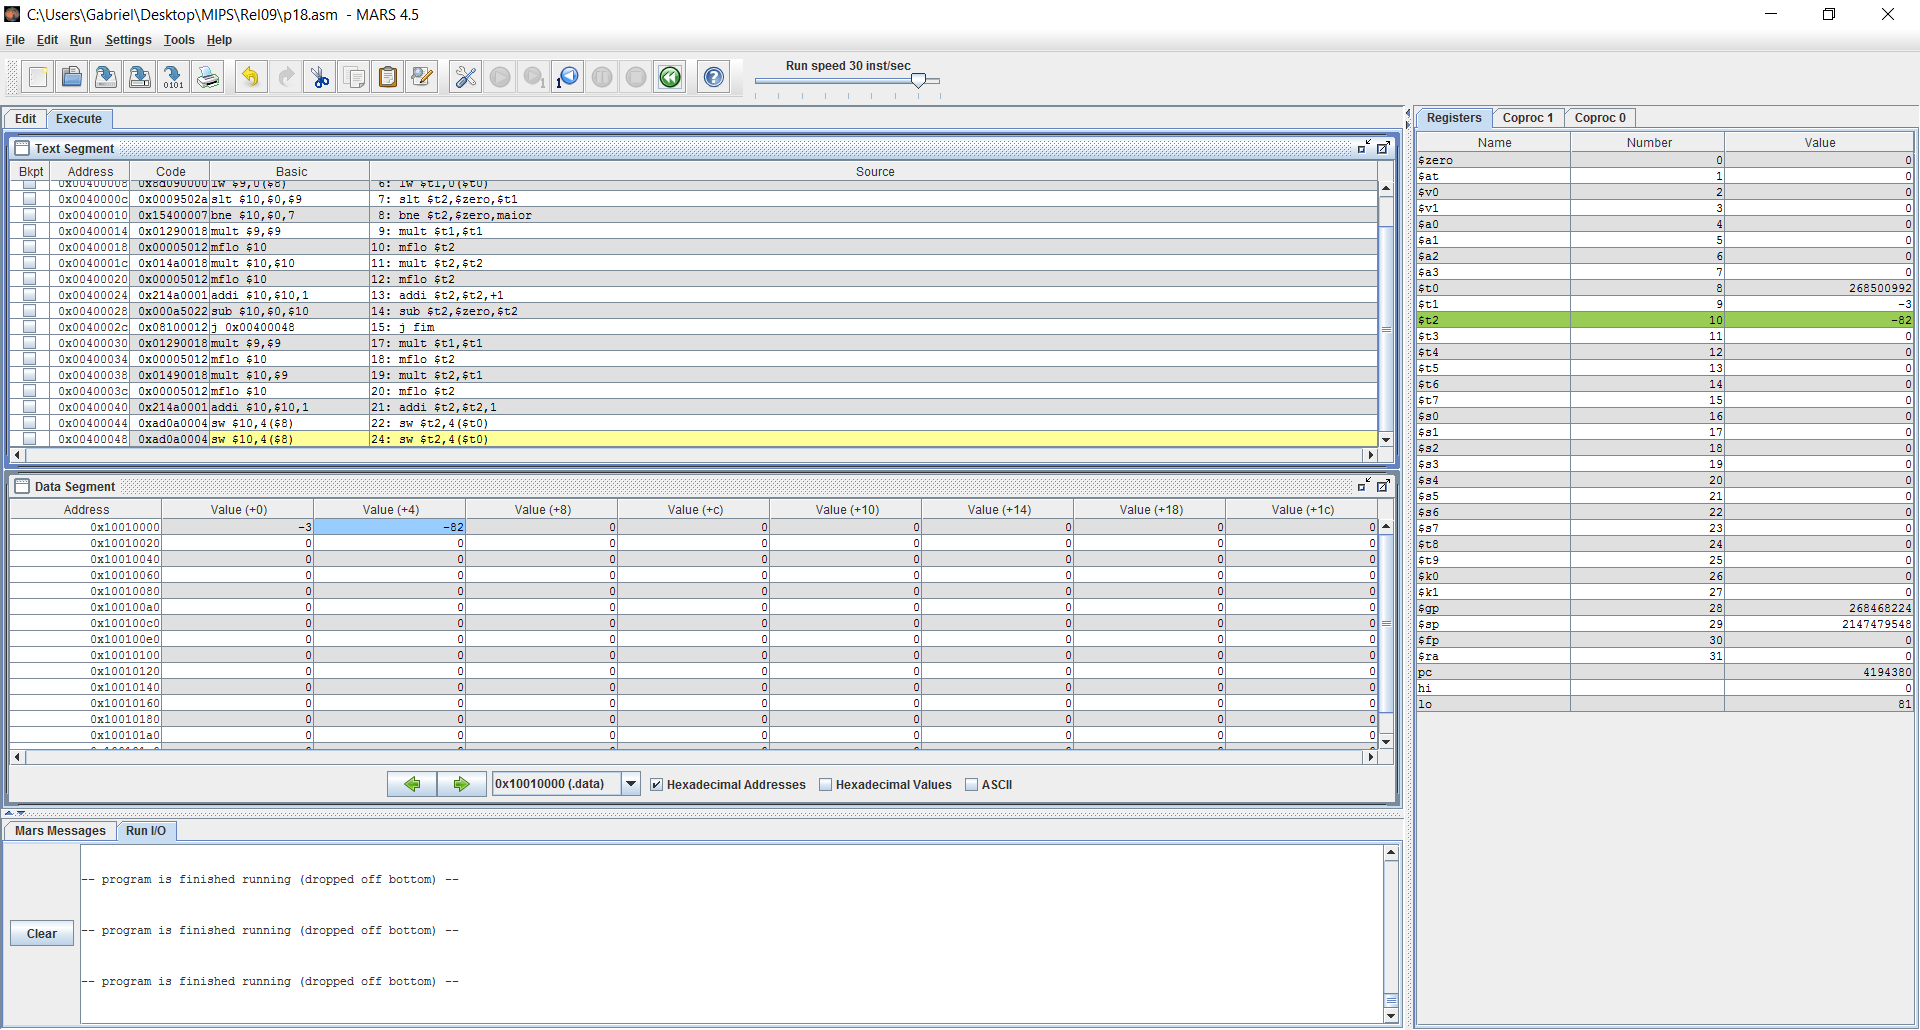 C:\Users\Gabriel\Desktop\MIPS\Rel09\p18.asm - MARS 4.5
File Edit Run Settings Tools Help
Run speed 30 inst/sec
Edit Execute
Text Segment
Bkpt Address Code Basic Source
0x00400008 0x8d090000 lw $9,0($8) 6: lw $t1,0($t0)
0x0040000c 0x0009502a slt $10,$0,$9 7: slt $t2,$zero,$t1
0x00400010 0x15400007 bne $10,$0,7 8: bne $t2,$zero,maior
0x00400014 0x01290018 mult $9,$9 9: mult $t1,$t1
0x00400018 0x00005012 mflo $10 10: mflo $t2
0x0040001c 0x014a0018 mult $10,$10 11: mult $t2,$t2
0x00400020 0x00005012 mflo $10 12: mflo $t2
0x00400024 0x214a0001 addi $10,$10,1 13: addi $t2,$t2,+1
0x00400028 0x000a5022 sub $10,$0,$10 14: sub $t2,$zero,$t2
0x0040002c 0x08100012 j 0x00400048 15: j fim
0x00400030 0x01290018 mult $9,$9 17: mult $t1,$t1
0x00400034 0x00005012 mflo $10 18: mflo $t2
0x00400038 0x01490018 mult $10,$9 19: mult $t2,$t1
0x0040003c 0x00005012 mflo $10 20: mflo $t2
0x00400040 0x214a0001 addi $10,$10,1 21: addi $t2,$t2,1
0x00400044 0xad0a0004 sw $10,4($8) 22: sw $t2,4($t0)
0x00400048 0xad0a0004 sw $10,4($8) 24: sw $t2,4($t0)
Data Segment
Address Value (+0) Value (+4) Value (+8) Value (+c) Value (+10) Value (+14) Value (+18) Value (+1c)
0x10010000 -3 -82 0 0 0 0 0 0
0x10010020 0 0 0 0 0 0 0 0
0x10010040 0 0 0 0 0 0 0 0
0x10010060 0 0 0 0 0 0 0 0
0x10010080 0 0 0 0 0 0 0 0
0x100100a0 0 0 0 0 0 0 0 0
0x100100c0 0 0 0 0 0 0 0 0
0x100100e0 0 0 0 0 0 0 0 0
0x10010100 0 0 0 0 0 0 0 0
0x10010120 0 0 0 0 0 0 0 0
0x10010140 0 0 0 0 0 0 0 0
0x10010160 0 0 0 0 0 0 0 0
0x10010180 0 0 0 0 0 0 0 0
0x100101a0 0 0 0 0 0 0 0 0
0x10010000 (.data) Hexadecimal Addresses Hexadecimal Values ASCII
Mars Messages Run I/O
-- program is finished running (dropped off bottom) --
-- program is finished running (dropped off bottom) --
Clear
-- program is finished running (dropped off bottom) --
Registers Coproc 1 Coproc 0
Name Number Value
$zero 0 0
$at 1 0
$v0 2 0
$v1 3 0
$a0 4 0
$a1 5 0
$a2 6 0
$a3 7 0
$t0 8 268500992
$t1 9 -3
$t2 10 -82
$t3 11 0
$t4 12 0
$t5 13 0
$t6 14 0
$t7 15 0
$s0 16 0
$s1 17 0
$s2 18 0
$s3 19 0
$s4 20 0
$s5 21 0
$s6 22 0
$s7 23 0
$t8 24 0
$t9 25 0
$k0 26 0
$k1 27 0
$gp 28 268468224
$sp 29 2147479548
$fp 30 0
$ra 31 0
pc 4194380
hi 0
lo 81